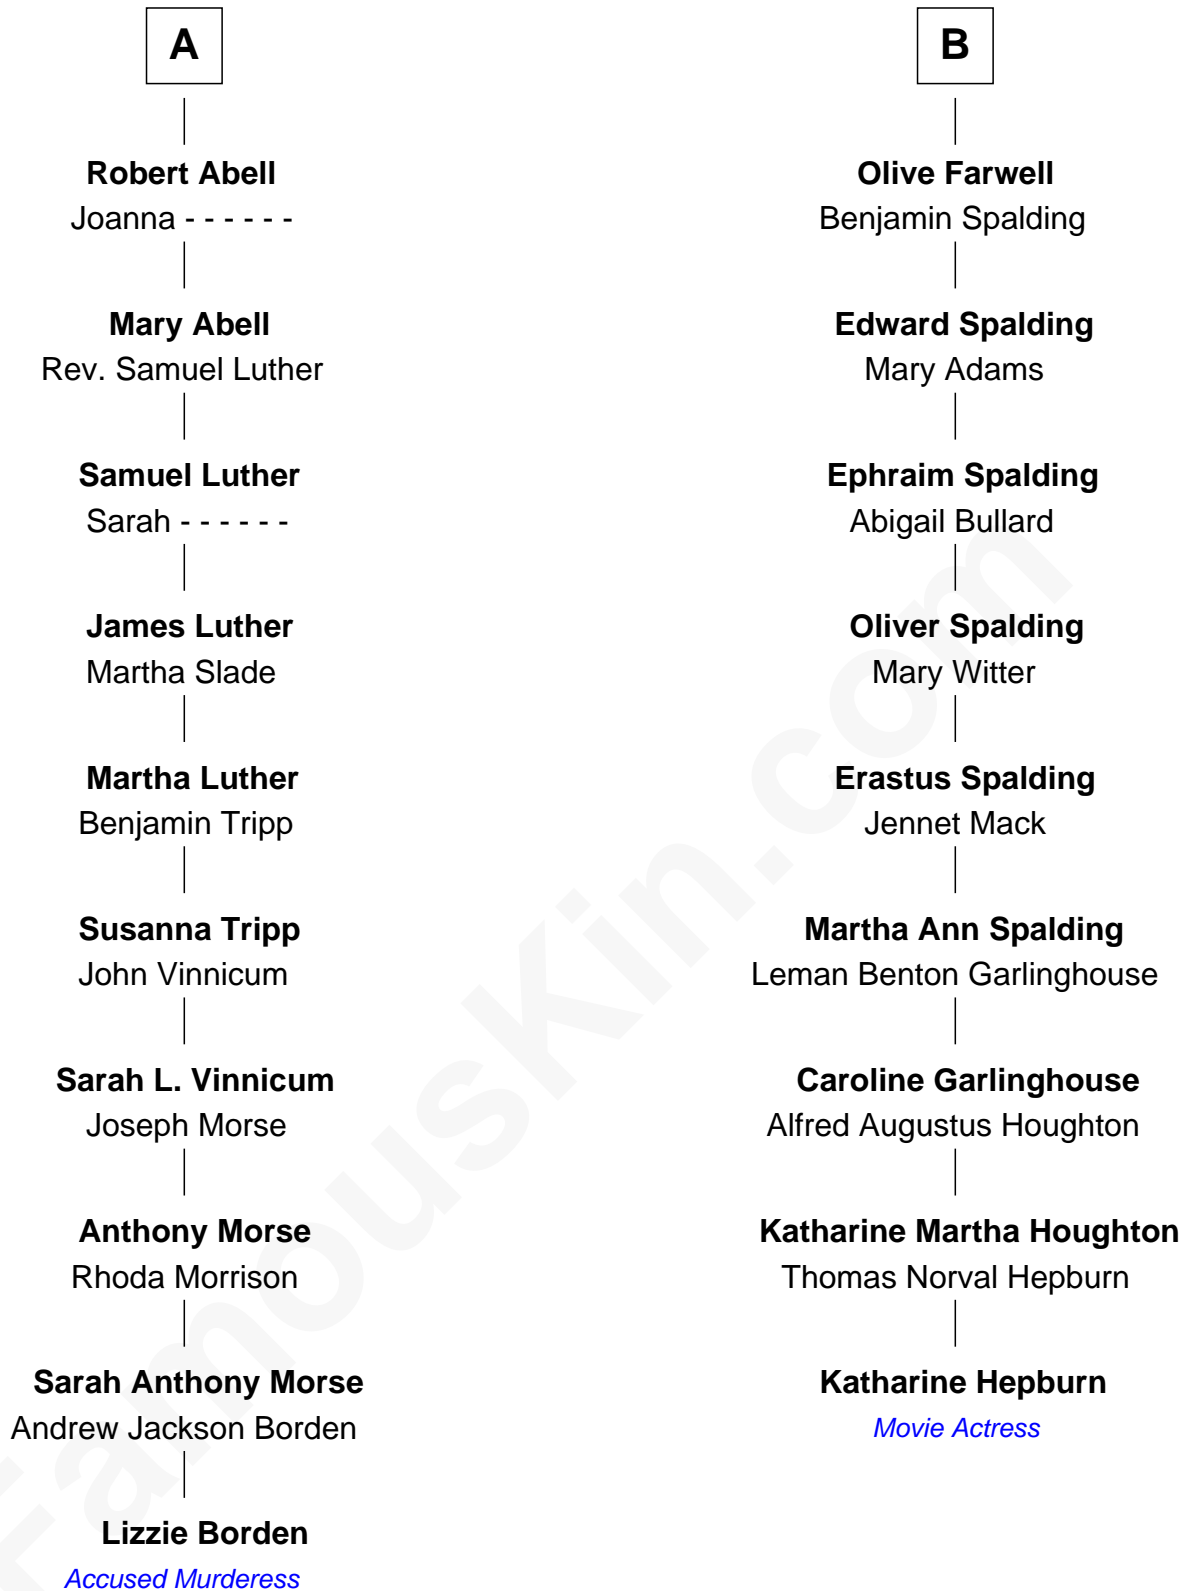 A
Robert Abell
Joanna - - - - - -
Mary Abell
Rev. Samuel Luther
Samuel Luther
Sarah - - - - - -
James Luther
Martha Slade
Martha Luther
Benjamin Tripp
Susanna Tripp
John Vinnicum
Sarah L. Vinnicum
Joseph Morse
Anthony Morse
Rhoda Morrison
Sarah Anthony Morse
Andrew Jackson Borden
Lizzie Borden
Accused Murderess
B
Olive Farwell
Benjamin Spalding
Edward Spalding
Mary Adams
Ephraim Spalding
Abigail Bullard
Oliver Spalding
Mary Witter
Erastus Spalding
Jennet Mack
Martha Ann Spalding
Leman Benton Garlinghouse
Caroline Garlinghouse
Alfred Augustus Houghton
Katharine Martha Houghton
Thomas Norval Hepburn
Katharine Hepburn
Movie Actress
FamousKin.com